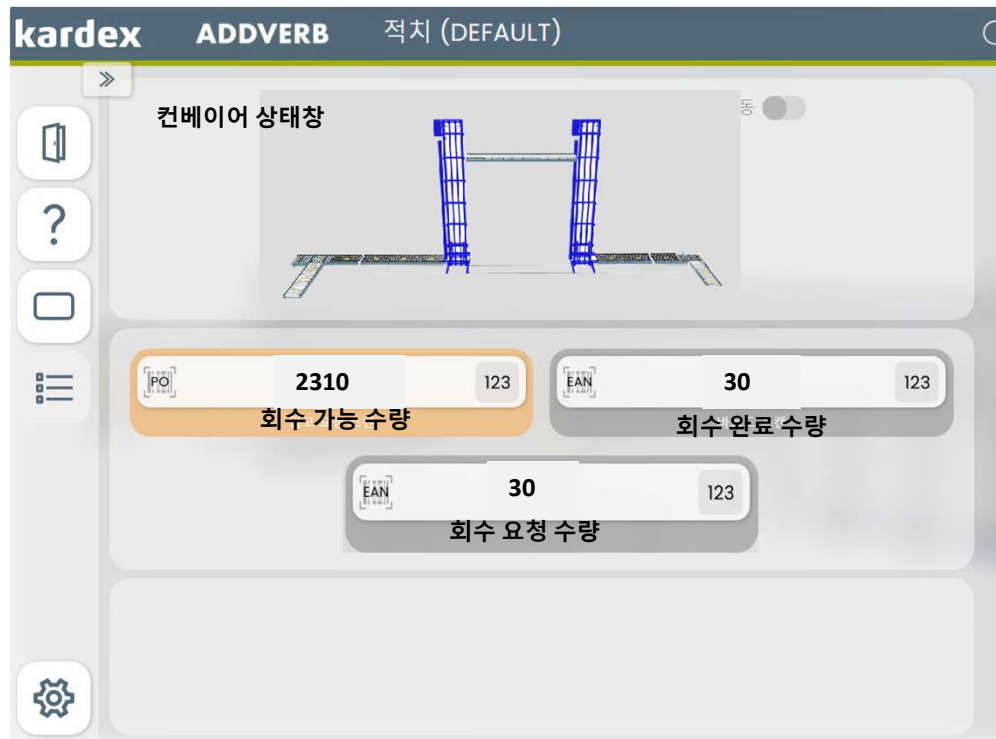 kardex ADDVERB 적치 (DEFAULT)
컨베이어 상태창
동
PO 2310 123
회수 가능 수량
EAN 30 123
회수 완료 수량
EAN 30 123
회수 요청 수량